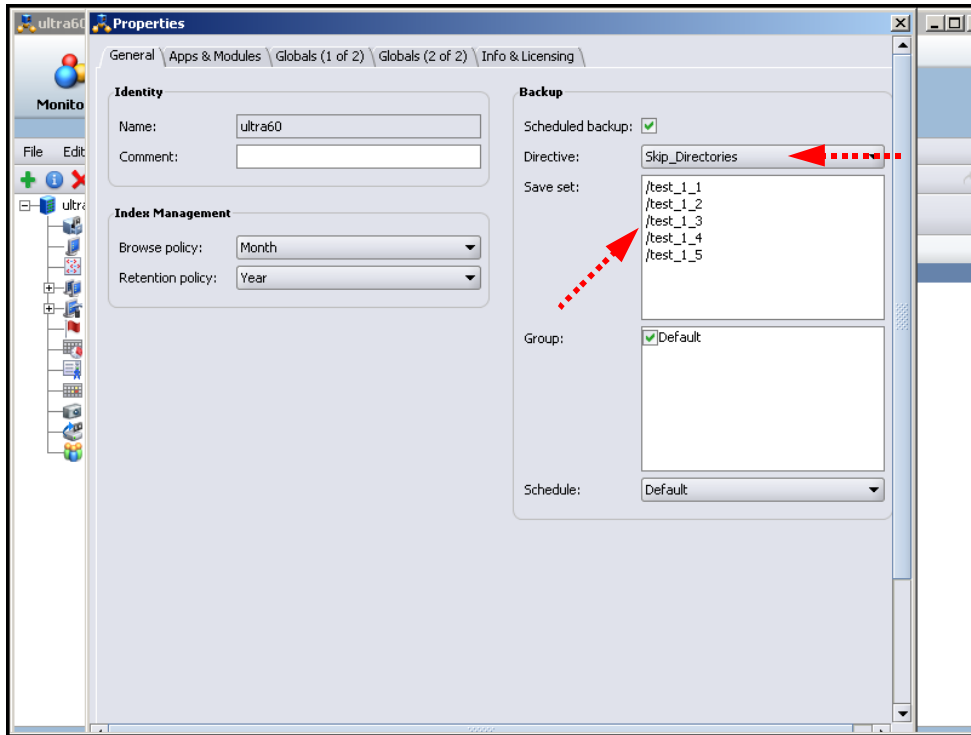 ultra60
Properties
General
Apps & Modules
Globals (1 of 2)
Globals (2 of 2)
Info & Licensing
Monito
File Edit
ultra
Identity
Name: ultra60
Comment:
Index Management
Browse policy: Month
Retention policy: Year
Backup
Scheduled backup:
Directive: Skip_Directories
Save set: /test_1_1
/test_1_2
/test_1_3
/test_1_4
/test_1_5
Group: Default
Schedule: Default